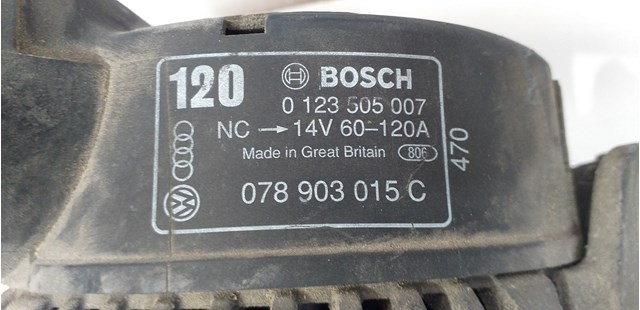 120 BOSCH
0 123 505 007
NC → 14V 60–120A
Made in Great Britain 806
078 903 015 C
470